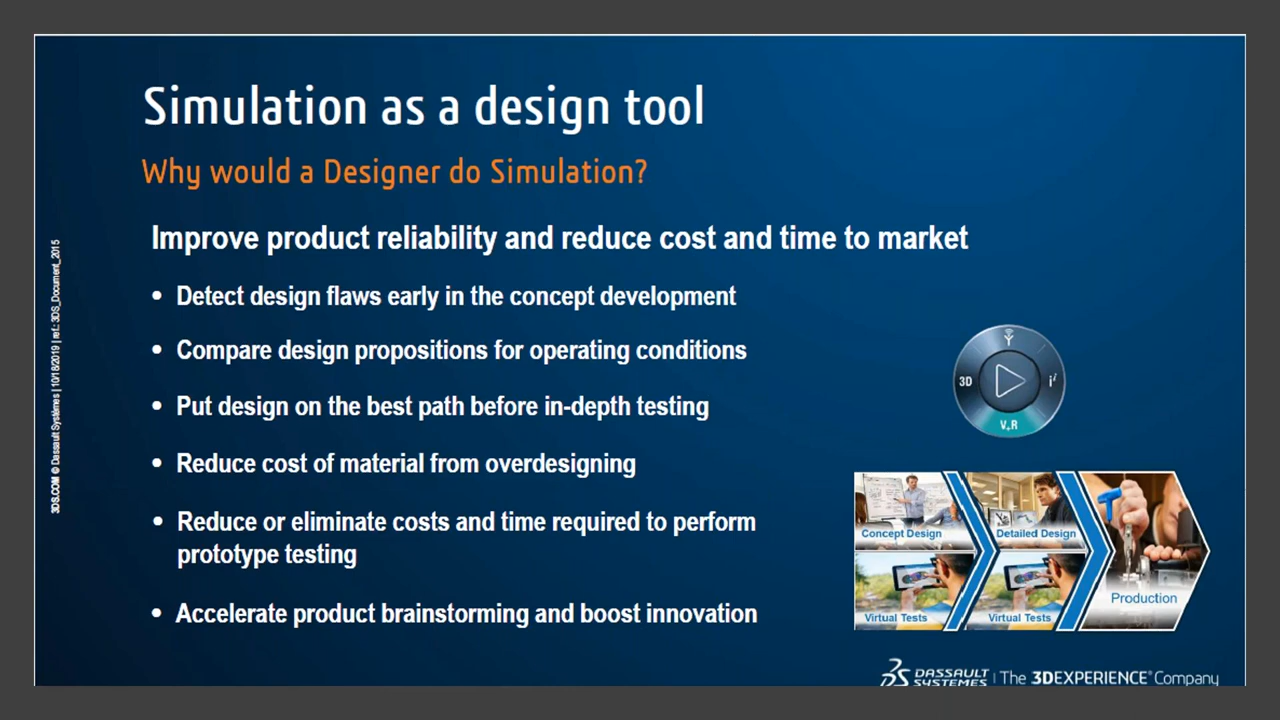 Simulation as a design tool
Why would a Designer do Simulation?
Improve product reliability and reduce cost and time to market
• Detect design flaws early in the concept development
• Compare design propositions for operating conditions
• Put design on the best path before in-depth testing
• Reduce cost of material from overdesigning
• Reduce or eliminate costs and time required to perform
prototype testing
• Accelerate product brainstorming and boost innovation
3DS.COM © Dassault Systèmes | 10/18/2019 | ref.: 3DS_Document_2015
3D
V.R
Concept Design
Detailed Design
Virtual Tests
Virtual Tests
Production
DASSAULT
SYSTEMES | The 3DEXPERIENCE® Company